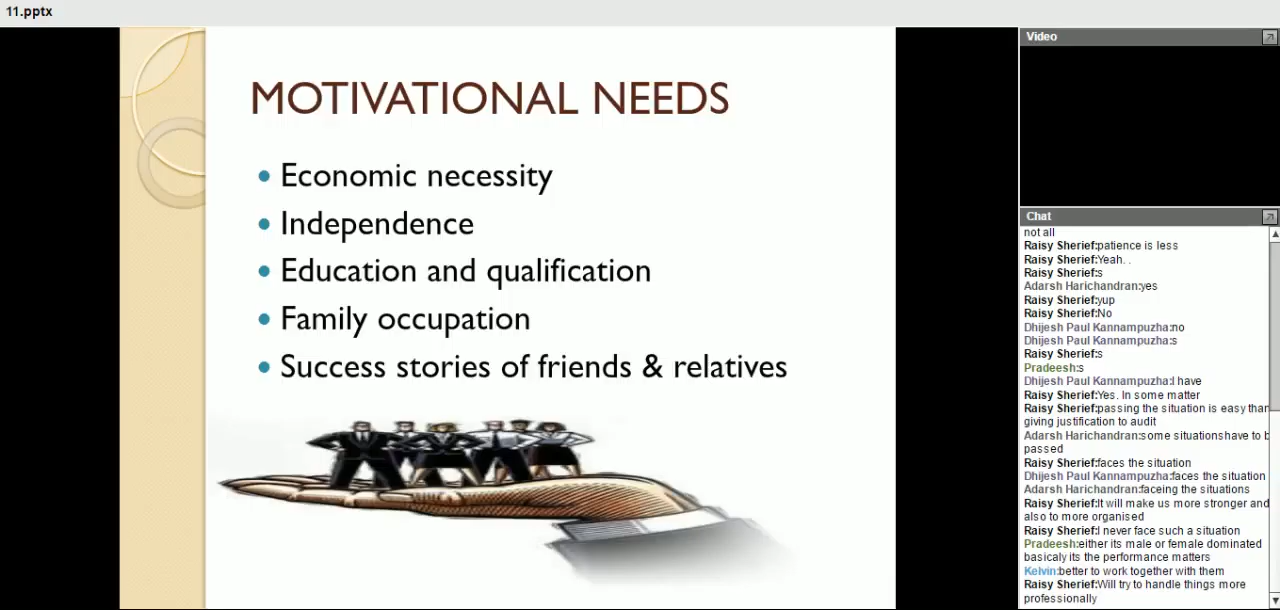 11.pptx
MOTIVATIONAL NEEDS
• Economic necessity
• Independence
• Education and qualification
• Family occupation
• Success stories of friends & relatives
Video
Chat
not all
Raisy Sherief:patience is less
Raisy Sherief:Yeah. .
Raisy Sherief:s
Adarsh Harichandran:yes
Raisy Sherief:yup
Raisy Sherief:No
Dhijesh Paul Kannampuzha:no
Dhijesh Paul Kannampuzha:s
Raisy Sherief:s
Pradeesh:s
Dhijesh Paul Kannampuzha:I have
Raisy Sherief:Yes. In some matter
Raisy Sherief:passing the situation is easy than
giving justification to audit
Adarsh Harichandran:some situationshave to b
passed
Raisy Sherief:faces the situation
Dhijesh Paul Kannampuzha:faces the situation
Adarsh Harichandran:faceing the situations
Raisy Sherief:It will make us more stronger and
also to more organised
Raisy Sherief:I never face such a situation
Pradeesh:either its male or female dominated
basicaly its the performance matters
Kelvin:better to work together with them
Raisy Sherief:Will try to handle things more
professionally